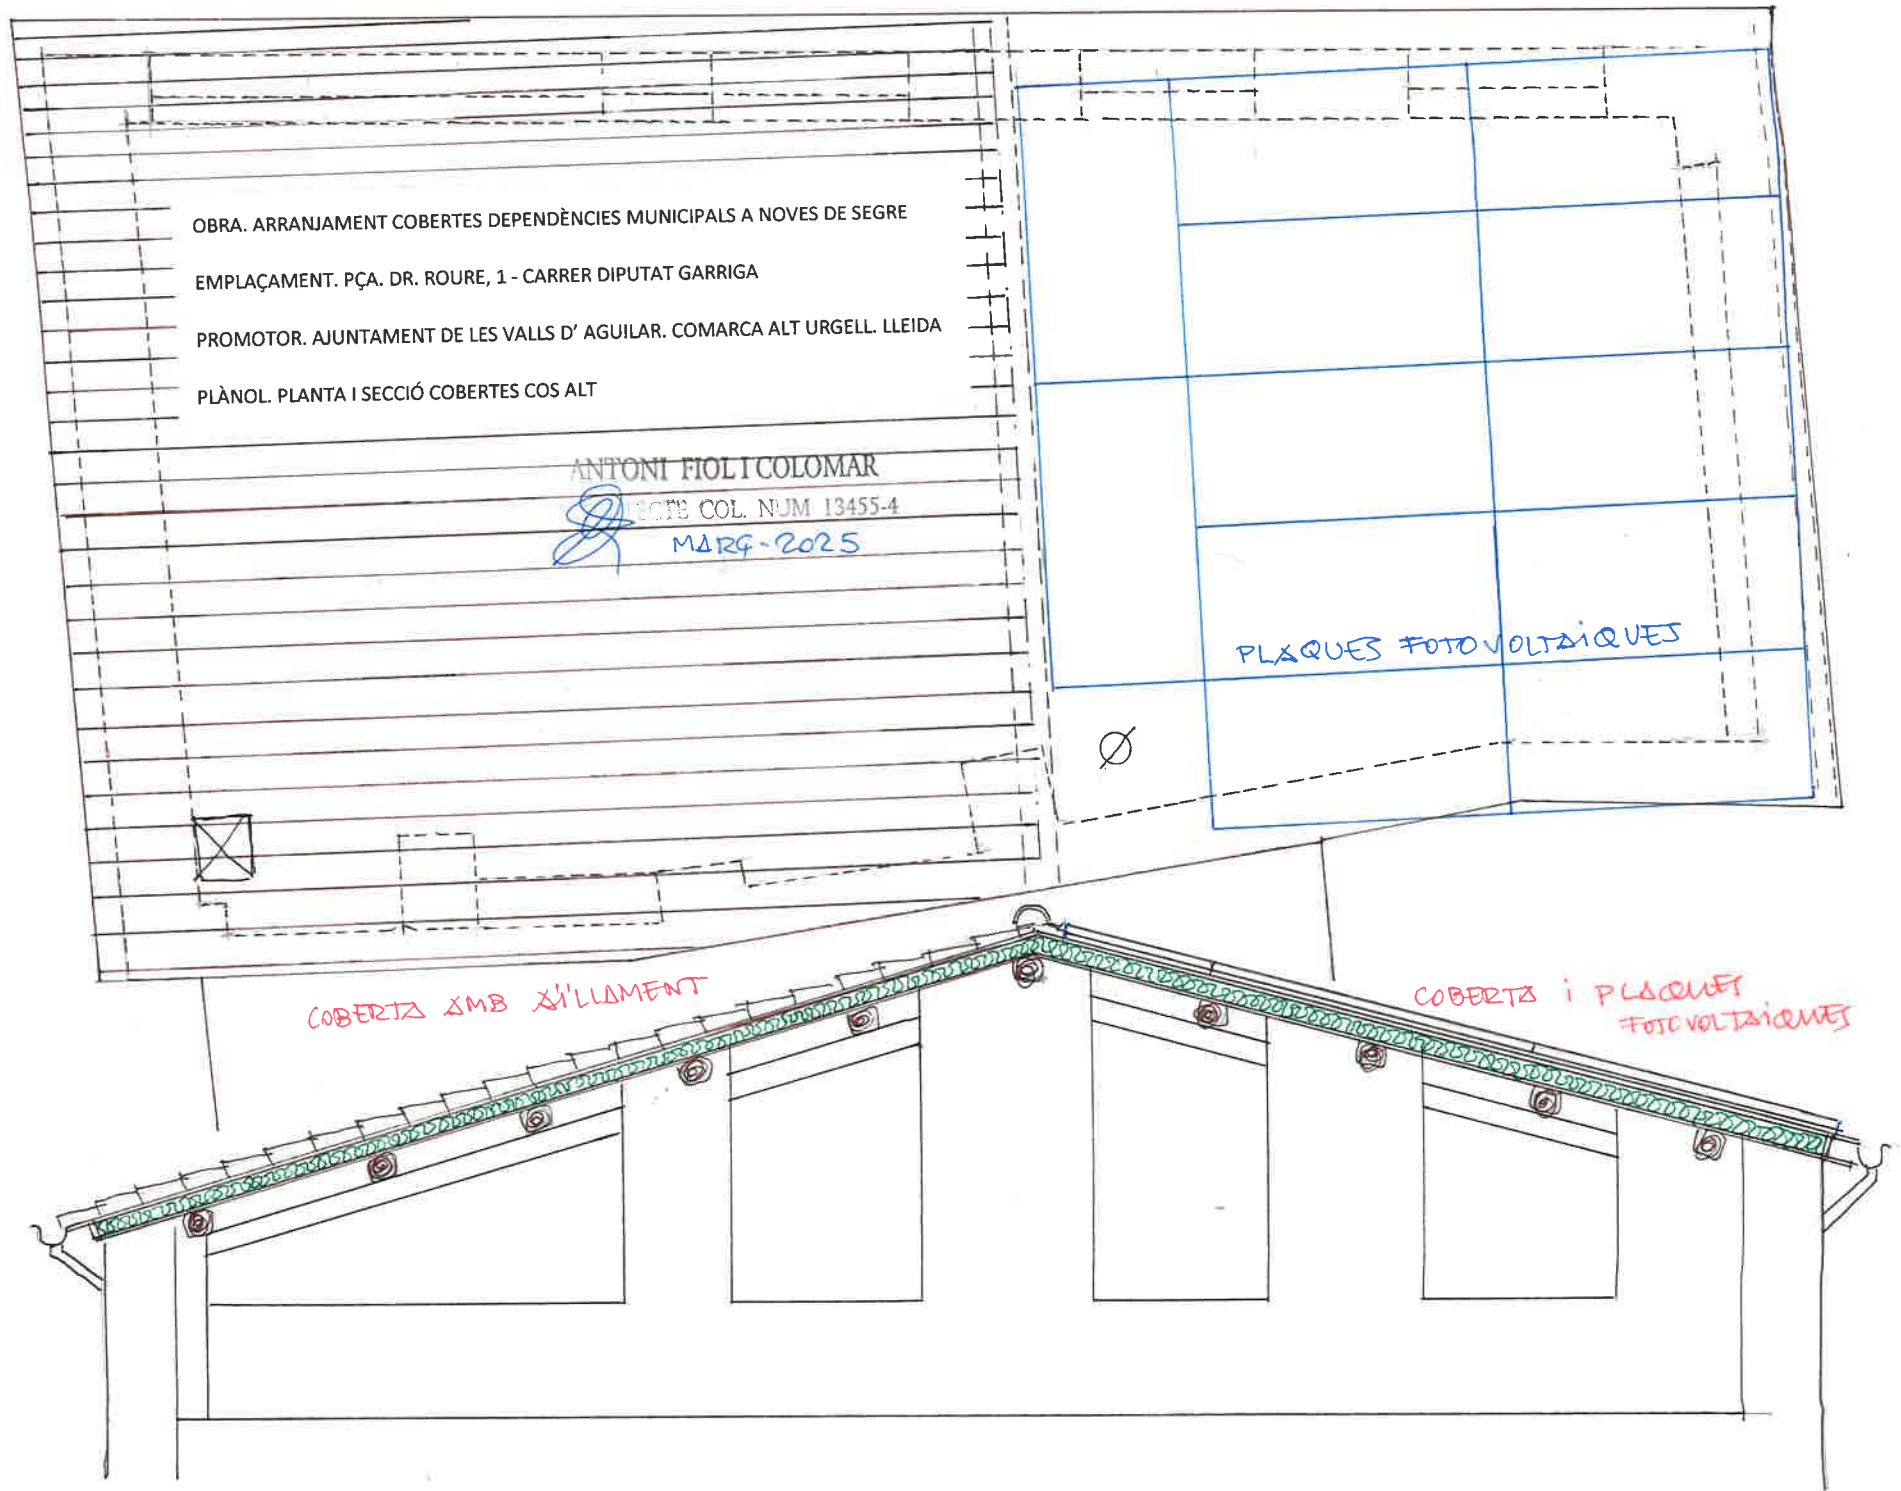 OBRA. ARRANJAMENT COBERTES DEPENDÈNCIES MUNICIPALS A NOVES DE SEGRE
EMPLAÇAMENT. PÇA. DR. ROURE, 1 - CARRER DIPUTAT GARRIGA
PROMOTOR. AJUNTAMENT DE LES VALLS D' AGUILAR. COMARCA ALT URGELL. LLEIDA
PLÀNOL. PLANTA I SECCIÓ COBERTES COS ALT
ANTONI FIOL I COLOMAR
COL. NUM 13455-4
MARÇ-2025
PLAQUES FOTOVOLTAiQUES
Ø
COBERTA AMB AÏLLAMENT
COBERTA i PLAQUES
FOTOVOLTAiQUES